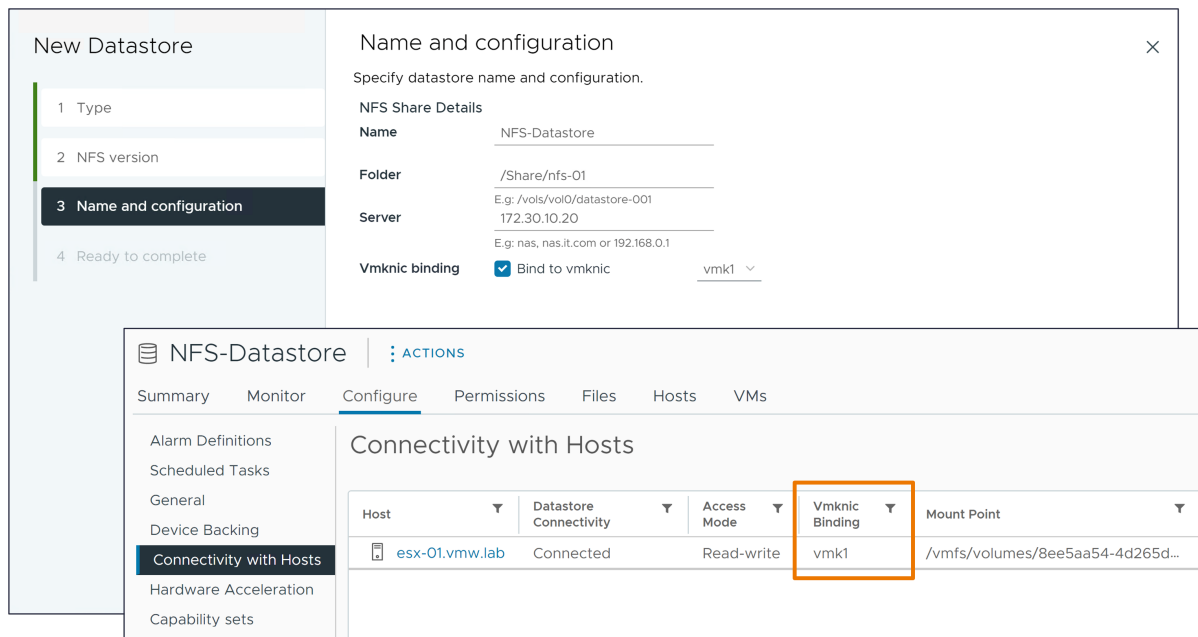 New Datastore
1 Type
2 NFS version
3 Name and configuration
4 Ready to complete
Name and configuration
Specify datastore name and configuration.
NFS Share Details
Name NFS-Datastore
Folder /Share/nfs-01
E.g: /vols/vol0/datastore-001
Server 172.30.10.20
E.g: nas, nas.it.com or 192.168.0.1
Vmknic binding Bind to vmknic vmk1
NFS-Datastore ACTIONS
Summary Monitor Configure Permissions Files Hosts VMs
Alarm Definitions
Scheduled Tasks
General
Device Backing
Connectivity with Hosts
Hardware Acceleration
Capability sets
Connectivity with Hosts
Host Datastore Connectivity Access Mode Vmknic Binding Mount Point
esx-01.vmw.lab Connected Read-write vmk1 /vmfs/volumes/8ee5aa54-4d265d...